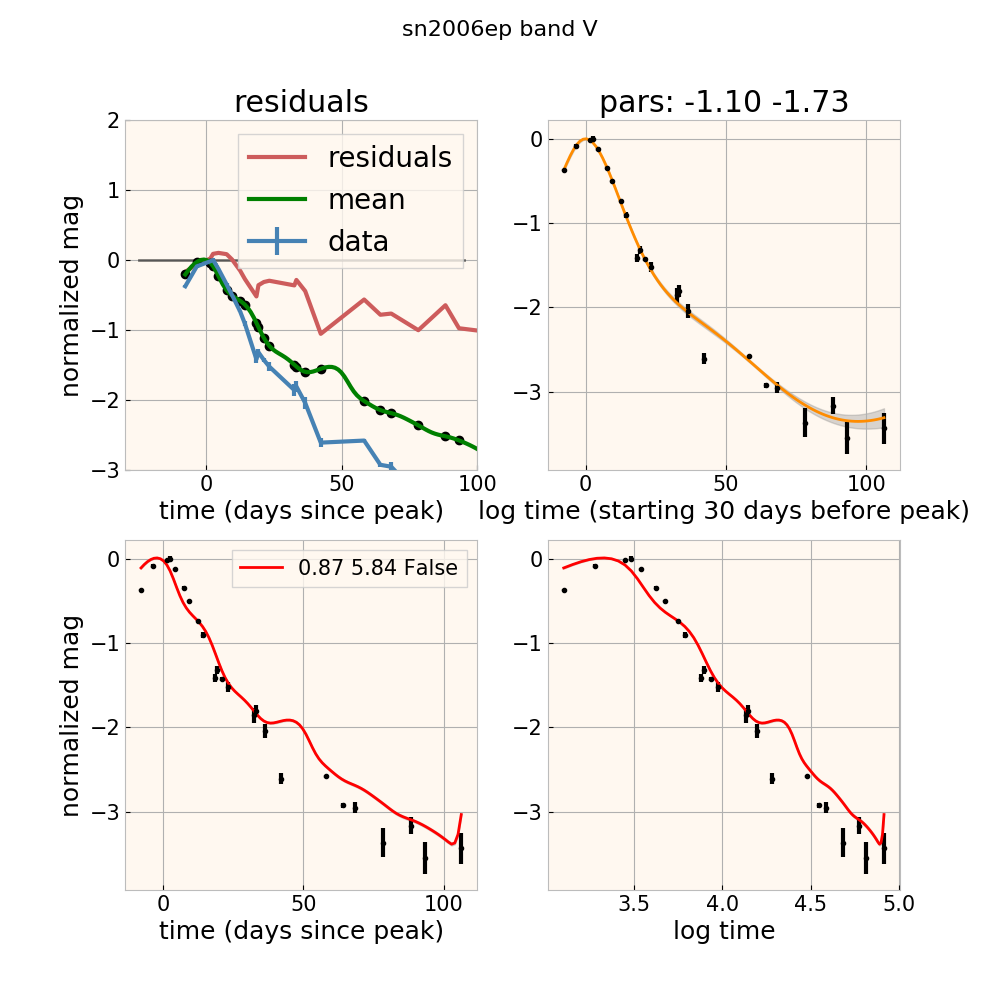 sn2006ep band V
residuals
pars: -1.10 -1.73
2
1
0
−1
−2
−3
normalized mag
residuals
mean
data
0
50
100
time (days since peak)
0
−1
−2
−3
0
50
100
log time (starting 30 days before peak)
0
−1
−2
−3
normalized mag
0.87 5.84 False
0
50
100
time (days since peak)
0
−1
−2
−3
3.5
4.0
4.5
5.0
log time